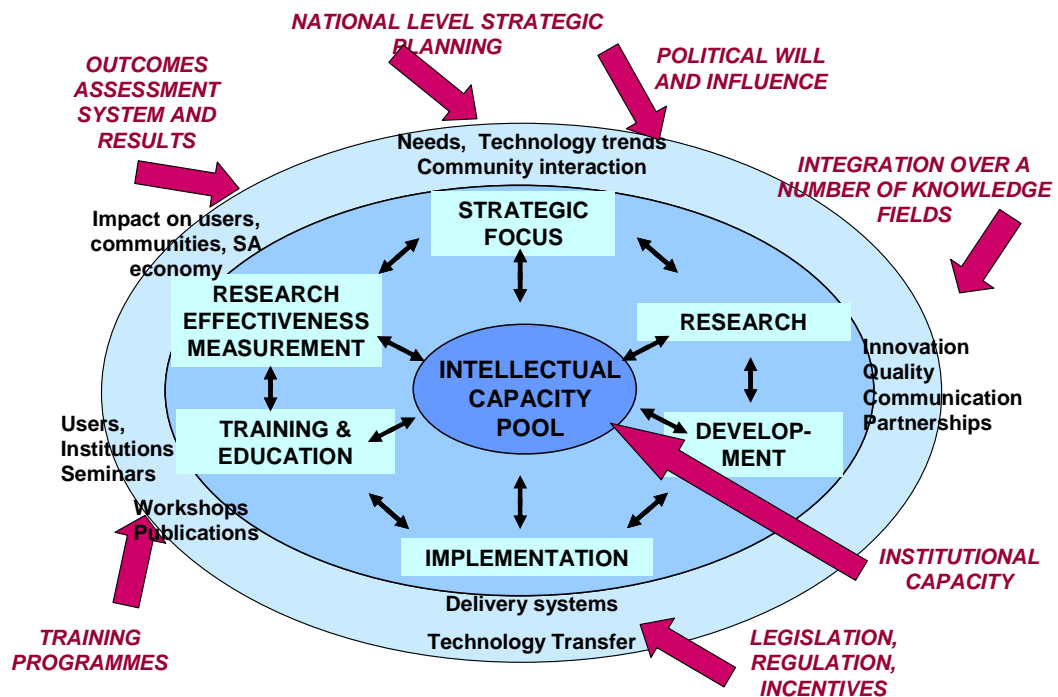 NATIONAL LEVEL STRATEGIC
PLANNING
POLITICAL WILL
AND INFLUENCE
OUTCOMES
ASSESSMENT
SYSTEM AND
RESULTS
INTEGRATION OVER A
NUMBER OF KNOWLEDGE
FIELDS
Needs, Technology trends
Community interaction
Impact on users,
communities, SA
economy
STRATEGIC
FOCUS
RESEARCH
EFFECTIVENESS
MEASUREMENT
RESEARCH
INTELLECTUAL
CAPACITY
POOL
Innovation
Quality
Communication
Partnerships
Users,
Institutions
Seminars
TRAINING &
EDUCATION
DEVELOP-
MENT
Workshops
Publications
IMPLEMENTATION
INSTITUTIONAL
CAPACITY
Delivery systems
Technology Transfer
TRAINING
PROGRAMMES
LEGISLATION,
REGULATION,
INCENTIVES